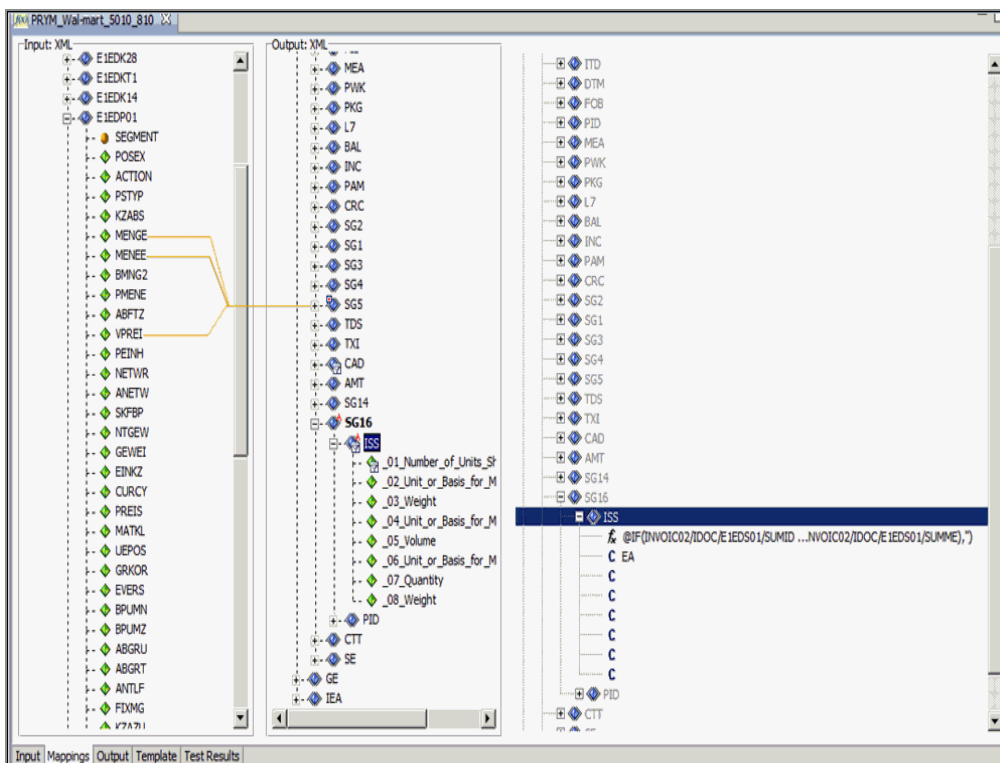 PRYM_Wal-mart_5010_810
Input: XML
E1EDK28
E1EDKT1
E1EDK14
E1EDP01
SEGMENT
POSEX
ACTION
PSTYP
KZABS
MENGE
MENEE
BMNG2
PMENE
ABFTZ
VPREI
PEINH
NETWR
ANETW
SKFBP
NTGEW
GEWEI
EINKZ
CURCY
PREIS
MATKL
UEPOS
GRKOR
EVERS
BPUMN
BPUMZ
ABGRU
ABGRT
ANTLF
FIXMG
KZAZU
Output: XML
MEA
PWK
PKG
L7
BAL
INC
PAM
CRC
SG2
SG1
SG3
SG4
SG5
TDS
TXI
CAD
AMT
SG14
SG16
ISS
_01_Number_of_Units_Sh
_02_Unit_or_Basis_for_M
_03_Weight
_04_Unit_or_Basis_for_M
_05_Volume
_06_Unit_or_Basis_for_M
_07_Quantity
_08_Weight
PID
CTT
SE
GE
IEA
ITD
DTM
FOB
PID
MEA
PWK
PKG
L7
BAL
INC
PAM
CRC
SG2
SG1
SG3
SG4
SG5
TDS
TXI
CAD
AMT
SG14
SG16
ISS
fx @IF(INVOIC02/IDOC/E1EDS01/SUMID ...NVOIC02/IDOC/E1EDS01/SUMME),'')
C EA
C
C
C
C
C
C
PID
CTT
Input Mappings Output Template Test Results